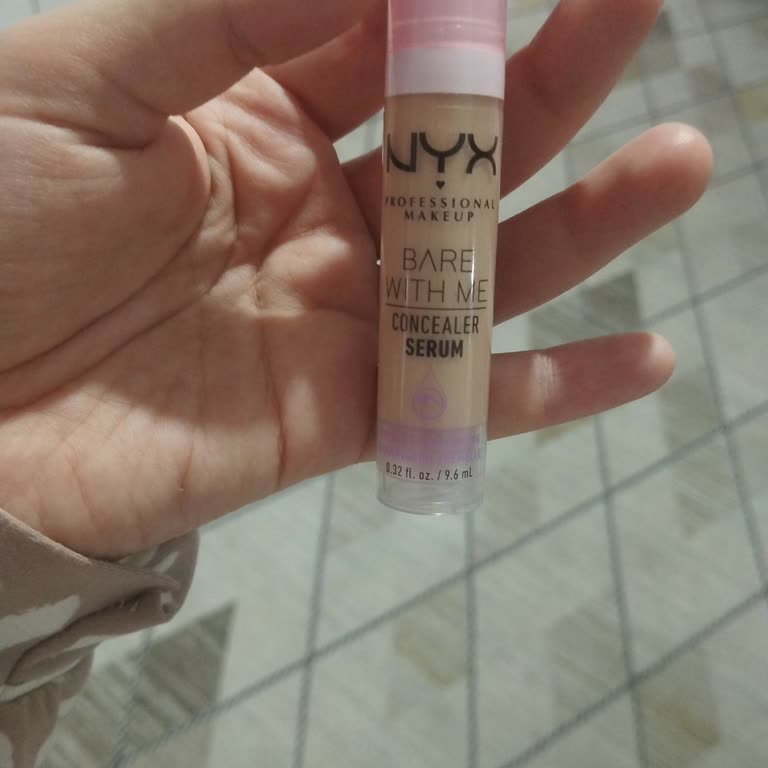 NYX
PROFESSIONAL
MAKEUP
BARE
WITH ME
CONCEALER
SERUM
0.32 fl. oz. / 9.6 mL